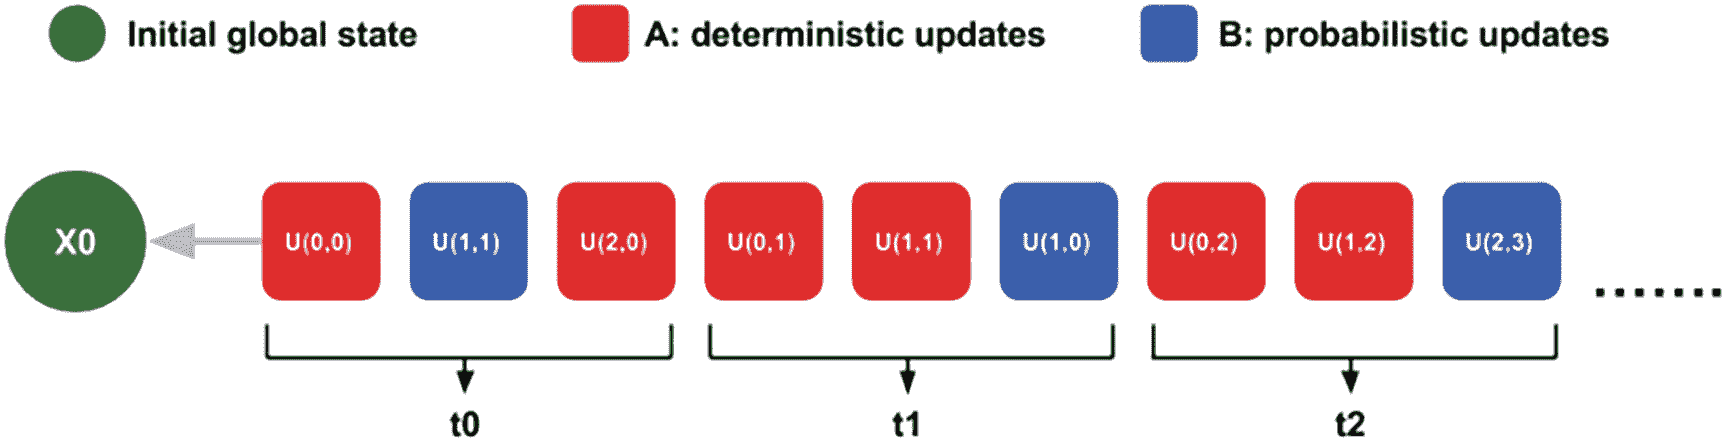 Initial global state A: deterministic updates B: probabilistic updates
X0 U(0,0) U(1,1) U(2,0) U(0,1) U(1,1) U(1,0) U(0,2) U(1,2) U(2,3) .......
t0 t1 t2